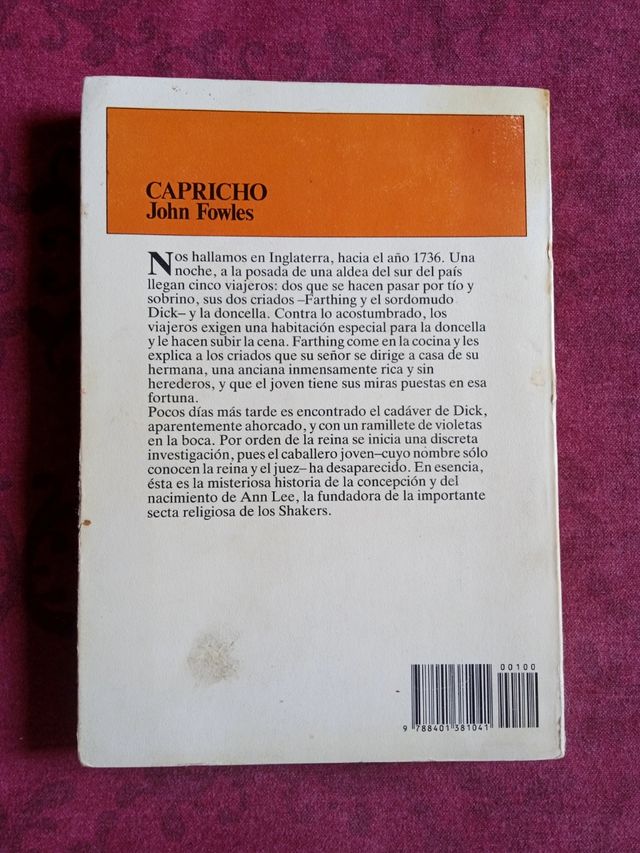 CAPRICHO
John Fowles
Nos hallamos en Inglaterra, hacia el año 1736. Una
noche, a la posada de una aldea del sur del país
llegan cinco viajeros: dos que se hacen pasar por tío y
sobrino, sus dos criados –Farthing y el sordomudo
Dick– y la doncella. Contra lo acostumbrado, los
viajeros exigen una habitación especial para la doncella
y le hacen subir la cena. Farthing come en la cocina y les
explica a los criados que su señor se dirige a casa de su
hermana, una anciana inmensamente rica y sin
herederos, y que el joven tiene sus miras puestas en esa
fortuna.
Pocos días más tarde es encontrado el cadáver de Dick,
aparentemente ahorcado, y con un ramillete de violetas
en la boca. Por orden de la reina se inicia una discreta
investigación, pues el caballero joven–cuyo nombre sólo
conocen la reina y el juez– ha desaparecido. En esencia,
ésta es la misteriosa historia de la concepción y del
nacimiento de Ann Lee, la fundadora de la importante
secta religiosa de los Shakers.
00100
9 788401 381041